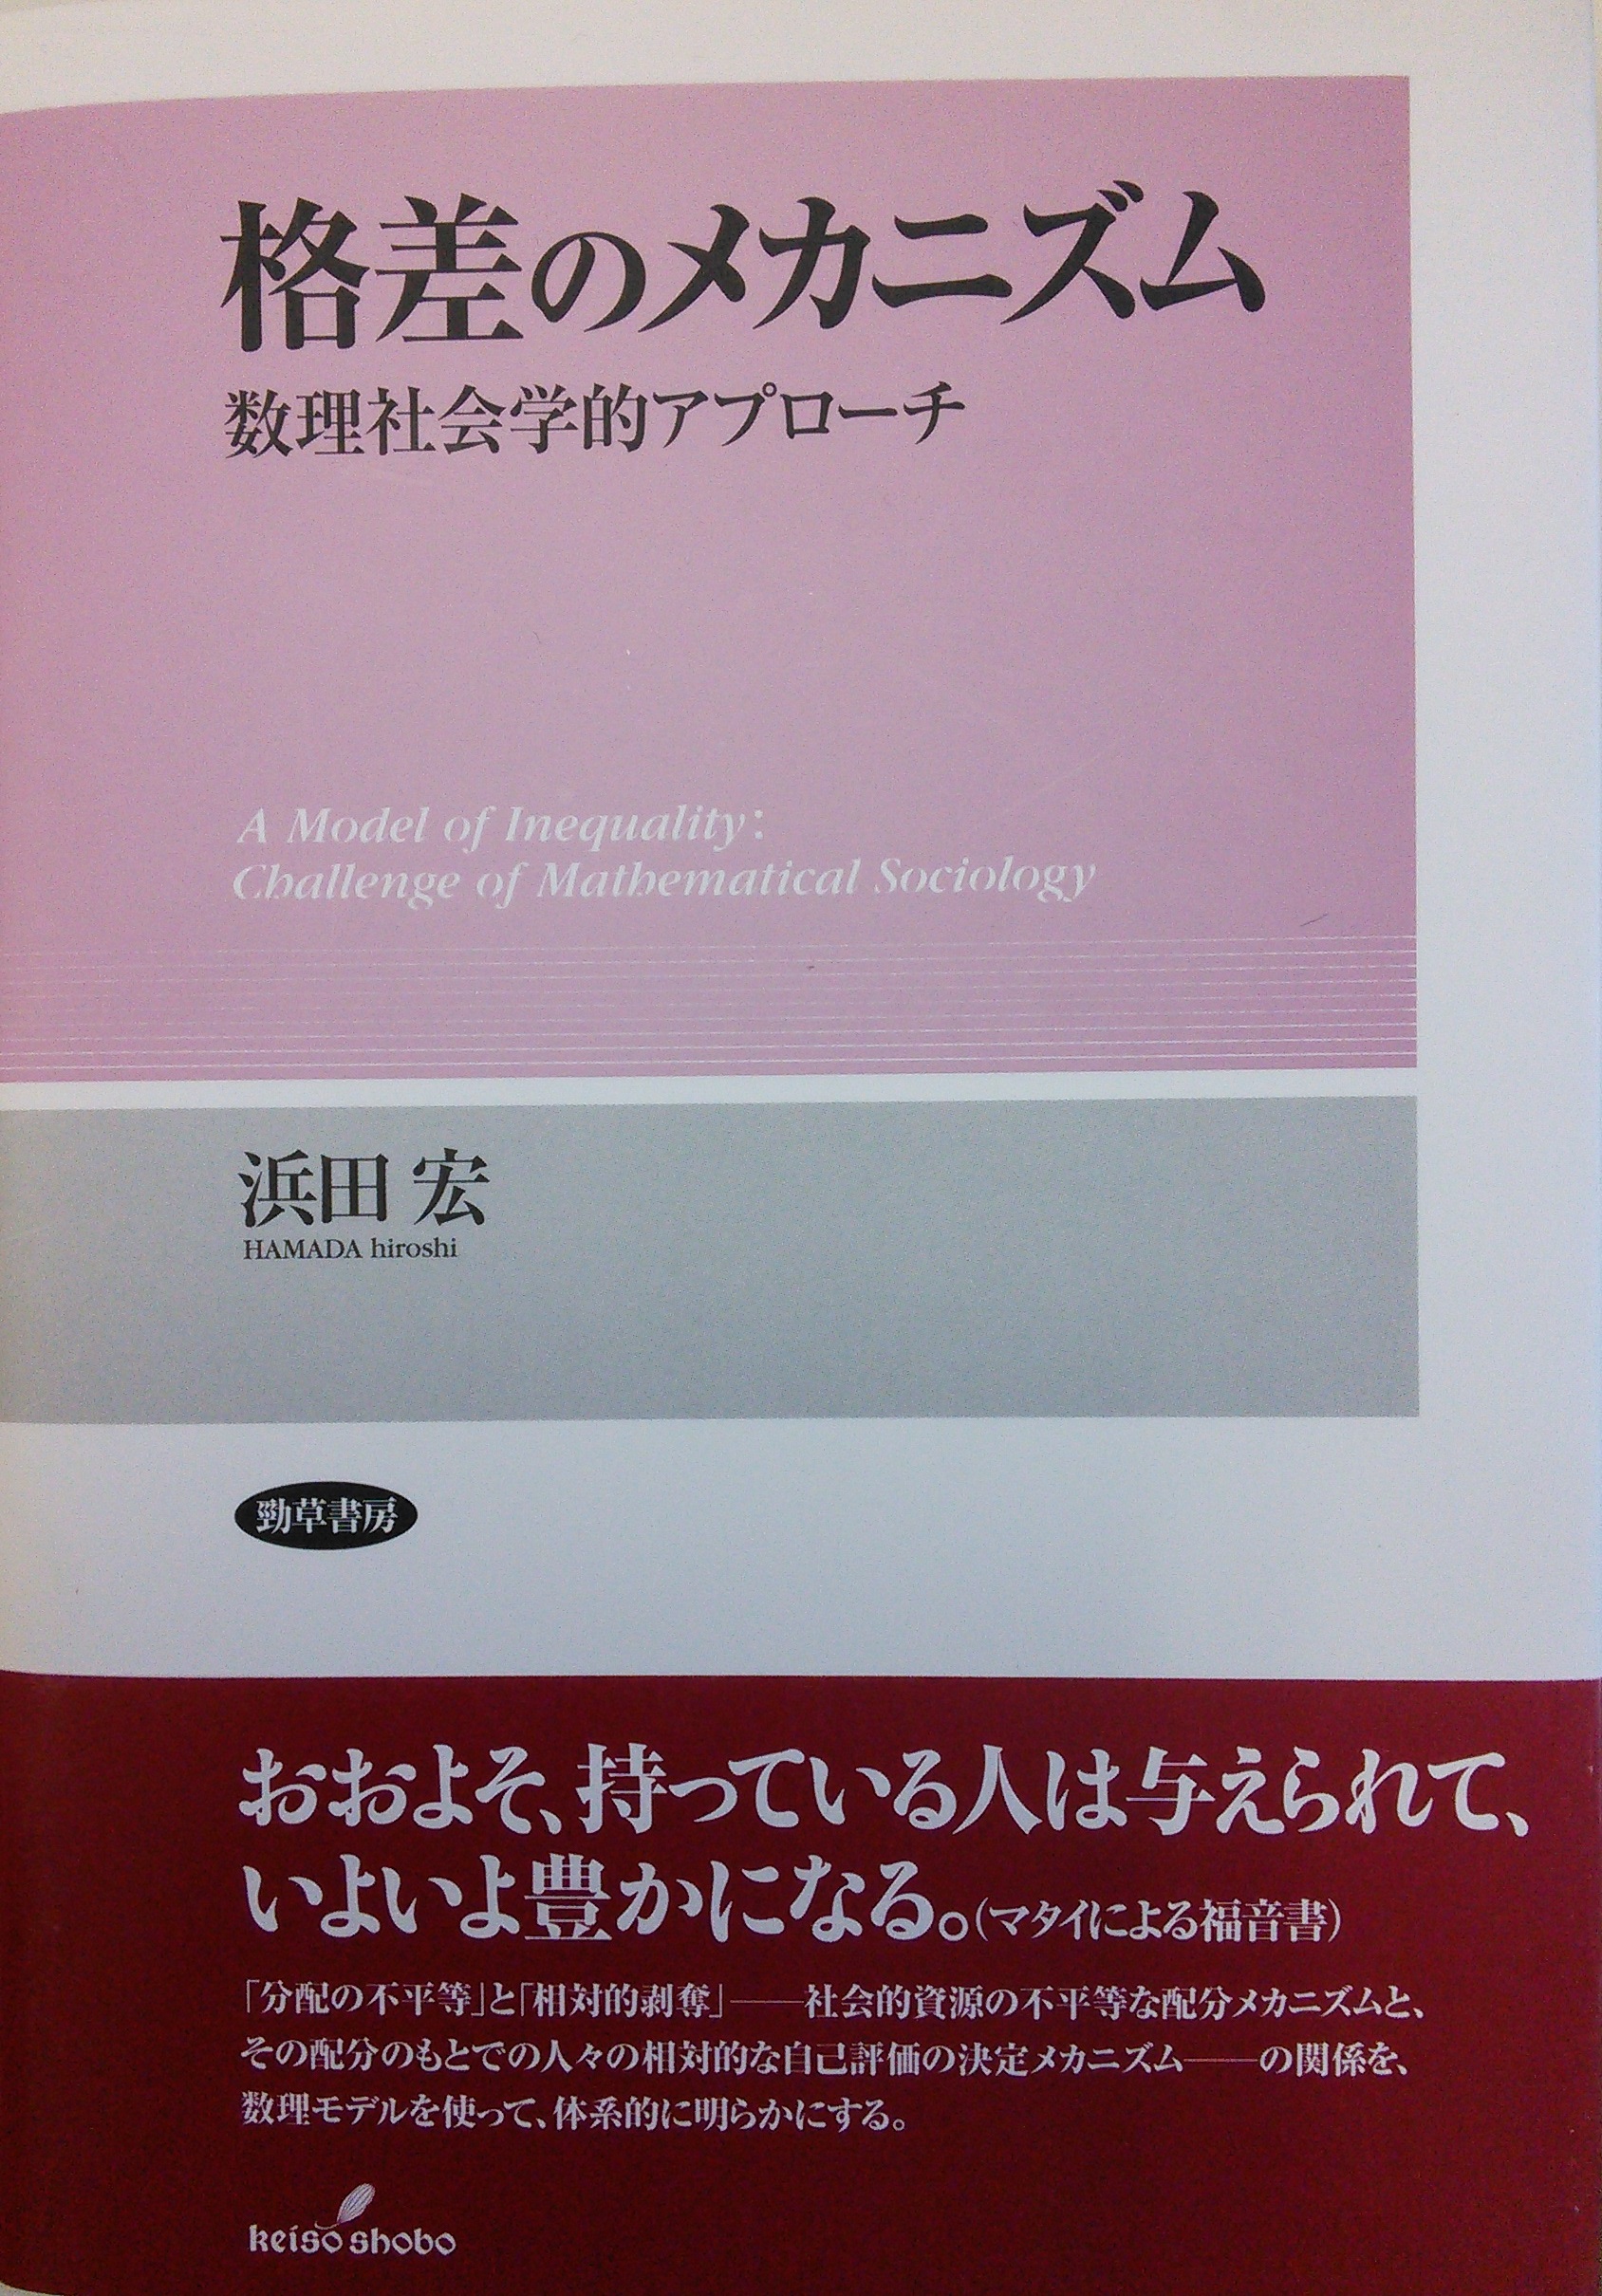 格差のメカニズム
数理社会学的アプローチ
A Model of Inequality:
Challenge of Mathematical Sociology
浜田 宏
HAMADA hiroshi
勁草書房
おおよそ、持っている人は与えられて、
いよいよ豊かになる。(マタイによる福音書)
「分配の不平等」と「相対的剥奪」——社会的資源の不平等な配分メカニズムと、
その配分のもとでの人々の相対的な自己評価の決定メカニズム——の関係を、
数理モデルを使って、体系的に明らかにする。
keiso shobo